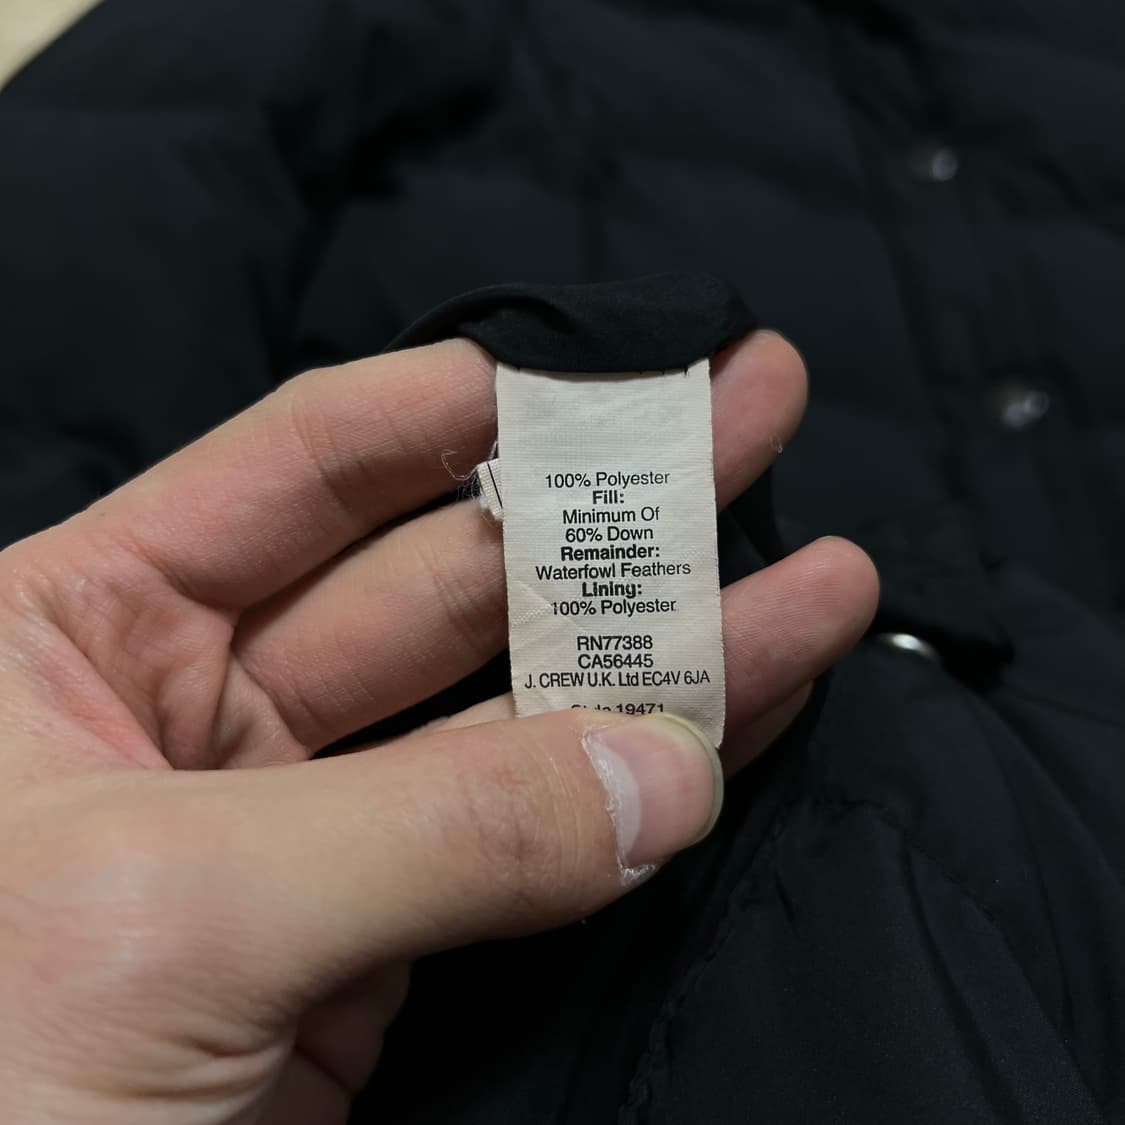 100% Polyester
Fill:
Minimum Of
60% Down
Remainder:
Waterfowl Feathers
Lining:
100% Polyester
RN77388
CA56445
J. CREW U.K. Ltd EC4V 6JA
19471